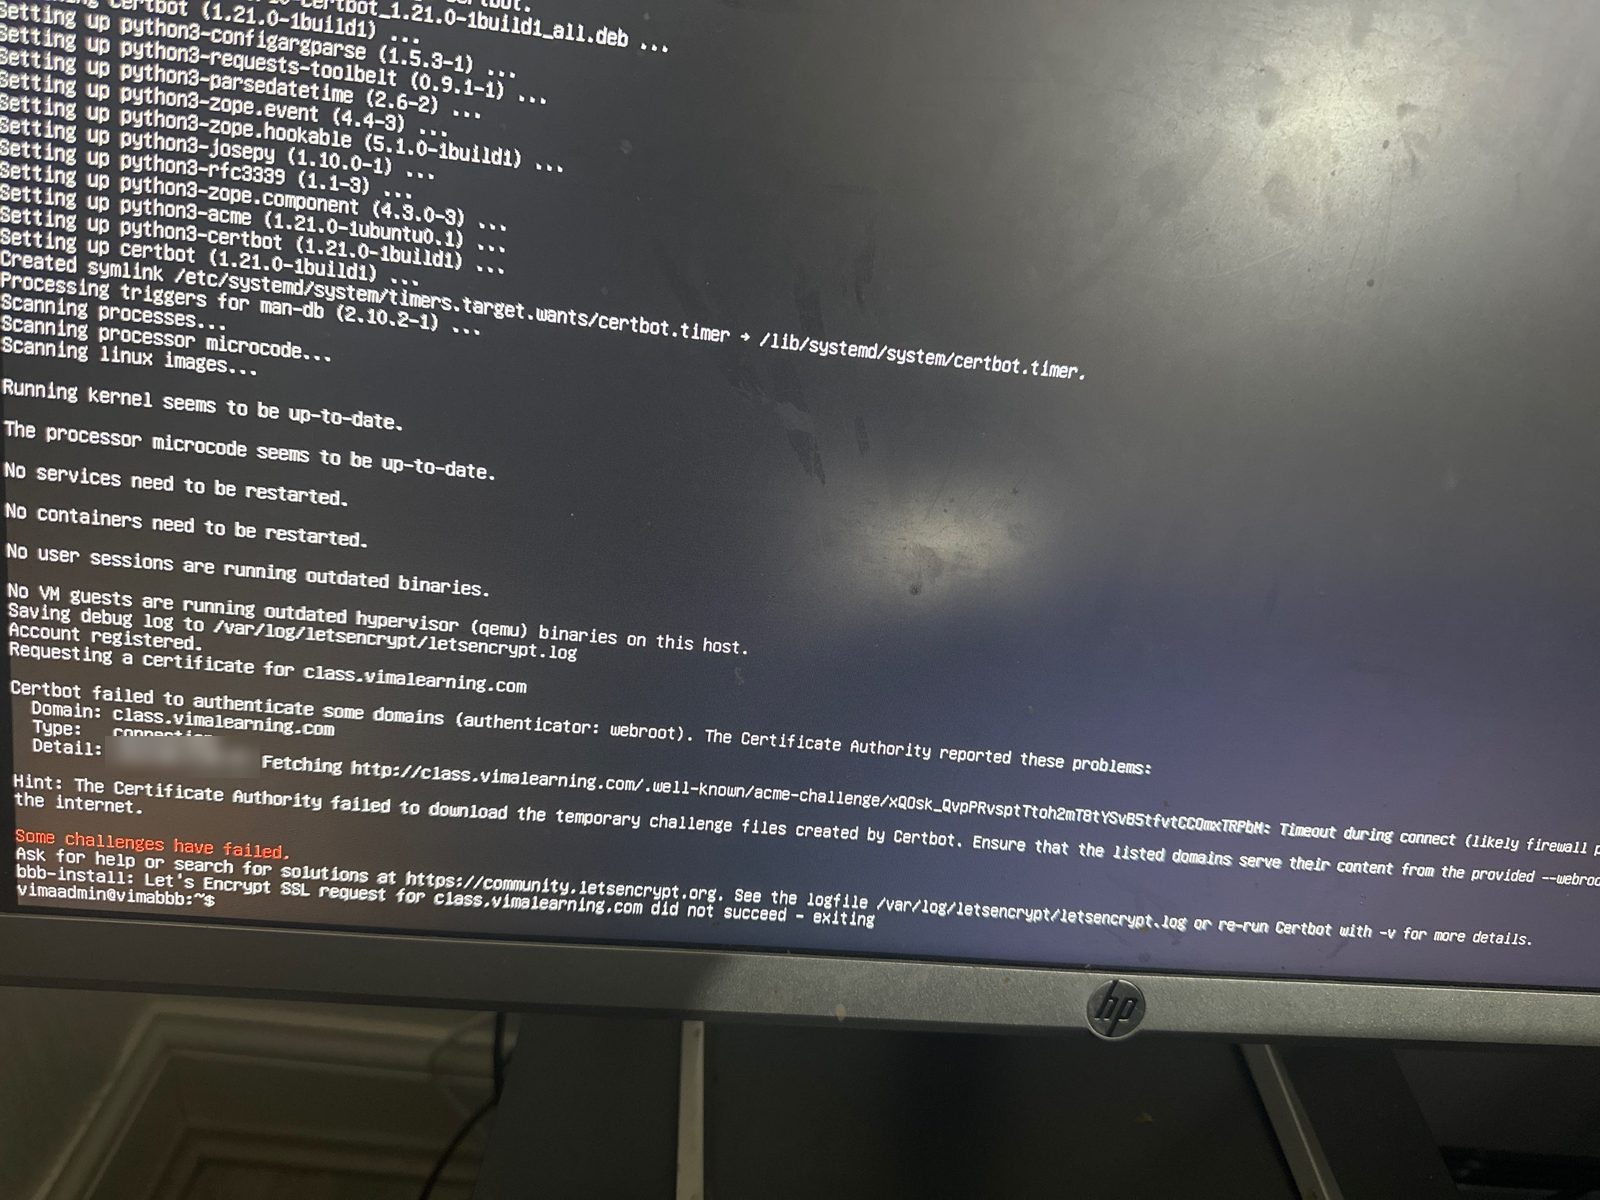 certbot_1.21.0-1build1_all.deb ...
certbot (1.21.0-1build1) ...
Setting up python3-configargparse (1.5.3-1) ...
Setting up python3-requests-toolbelt (0.9.1-1) ...
Setting up python3-parsedatetime (2.6-2) ...
Setting up python3-zope.event (4.4-3) ...
Setting up python3-zope.hookable (5.1.0-1build1) ...
Setting up python3-josepy (1.10.0-1) ...
Setting up python3-rfc3339 (1.1-3) ...
Setting up python3-zope.component (4.3.0-3) ...
Setting up python3-acme (1.21.0-1ubuntu0.1) ...
Setting up python3-certbot (1.21.0-1build1) ...
Setting up certbot (1.21.0-1build1) ...
Created symlink /etc/systemd/system/timers.target.wants/certbot.timer → /lib/systemd/system/certbot.timer.
Processing triggers for man-db (2.10.2-1) ...
Scanning processes...
Scanning processor microcode...
Scanning linux images...
Running kernel seems to be up-to-date.
The processor microcode seems to be up-to-date.
No services need to be restarted.
No containers need to be restarted.
No user sessions are running outdated binaries.
No VM guests are running outdated hypervisor (qemu) binaries on this host.
Saving debug log to /var/log/letsencrypt/letsencrypt.log
Account registered.
Requesting a certificate for class.vimalearning.com
Certbot failed to authenticate some domains (authenticator: webroot). The Certificate Authority reported these problems:
Domain: class.vimalearning.com
Type: connection
Detail: Fetching http://class.vimalearning.com/.well-known/acme-challenge/xQOsk_QvpPRvsptTtoh2mT8tYSvB5tfvtCCOmxTRPbM: Timeout during connect (likely firewall p
Hint: The Certificate Authority failed to download the temporary challenge files created by Certbot. Ensure that the listed domains serve their content from the provided --webroo
the internet.
Some challenges have failed.
Ask for help or search for solutions at https://community.letsencrypt.org. See the logfile /var/log/letsencrypt/letsencrypt.log or re-run Certbot with -v for more details.
bbb-install: Let's Encrypt SSL request for class.vimalearning.com did not succeed - exiting
vimaadmin@vimabbb:~$
hp